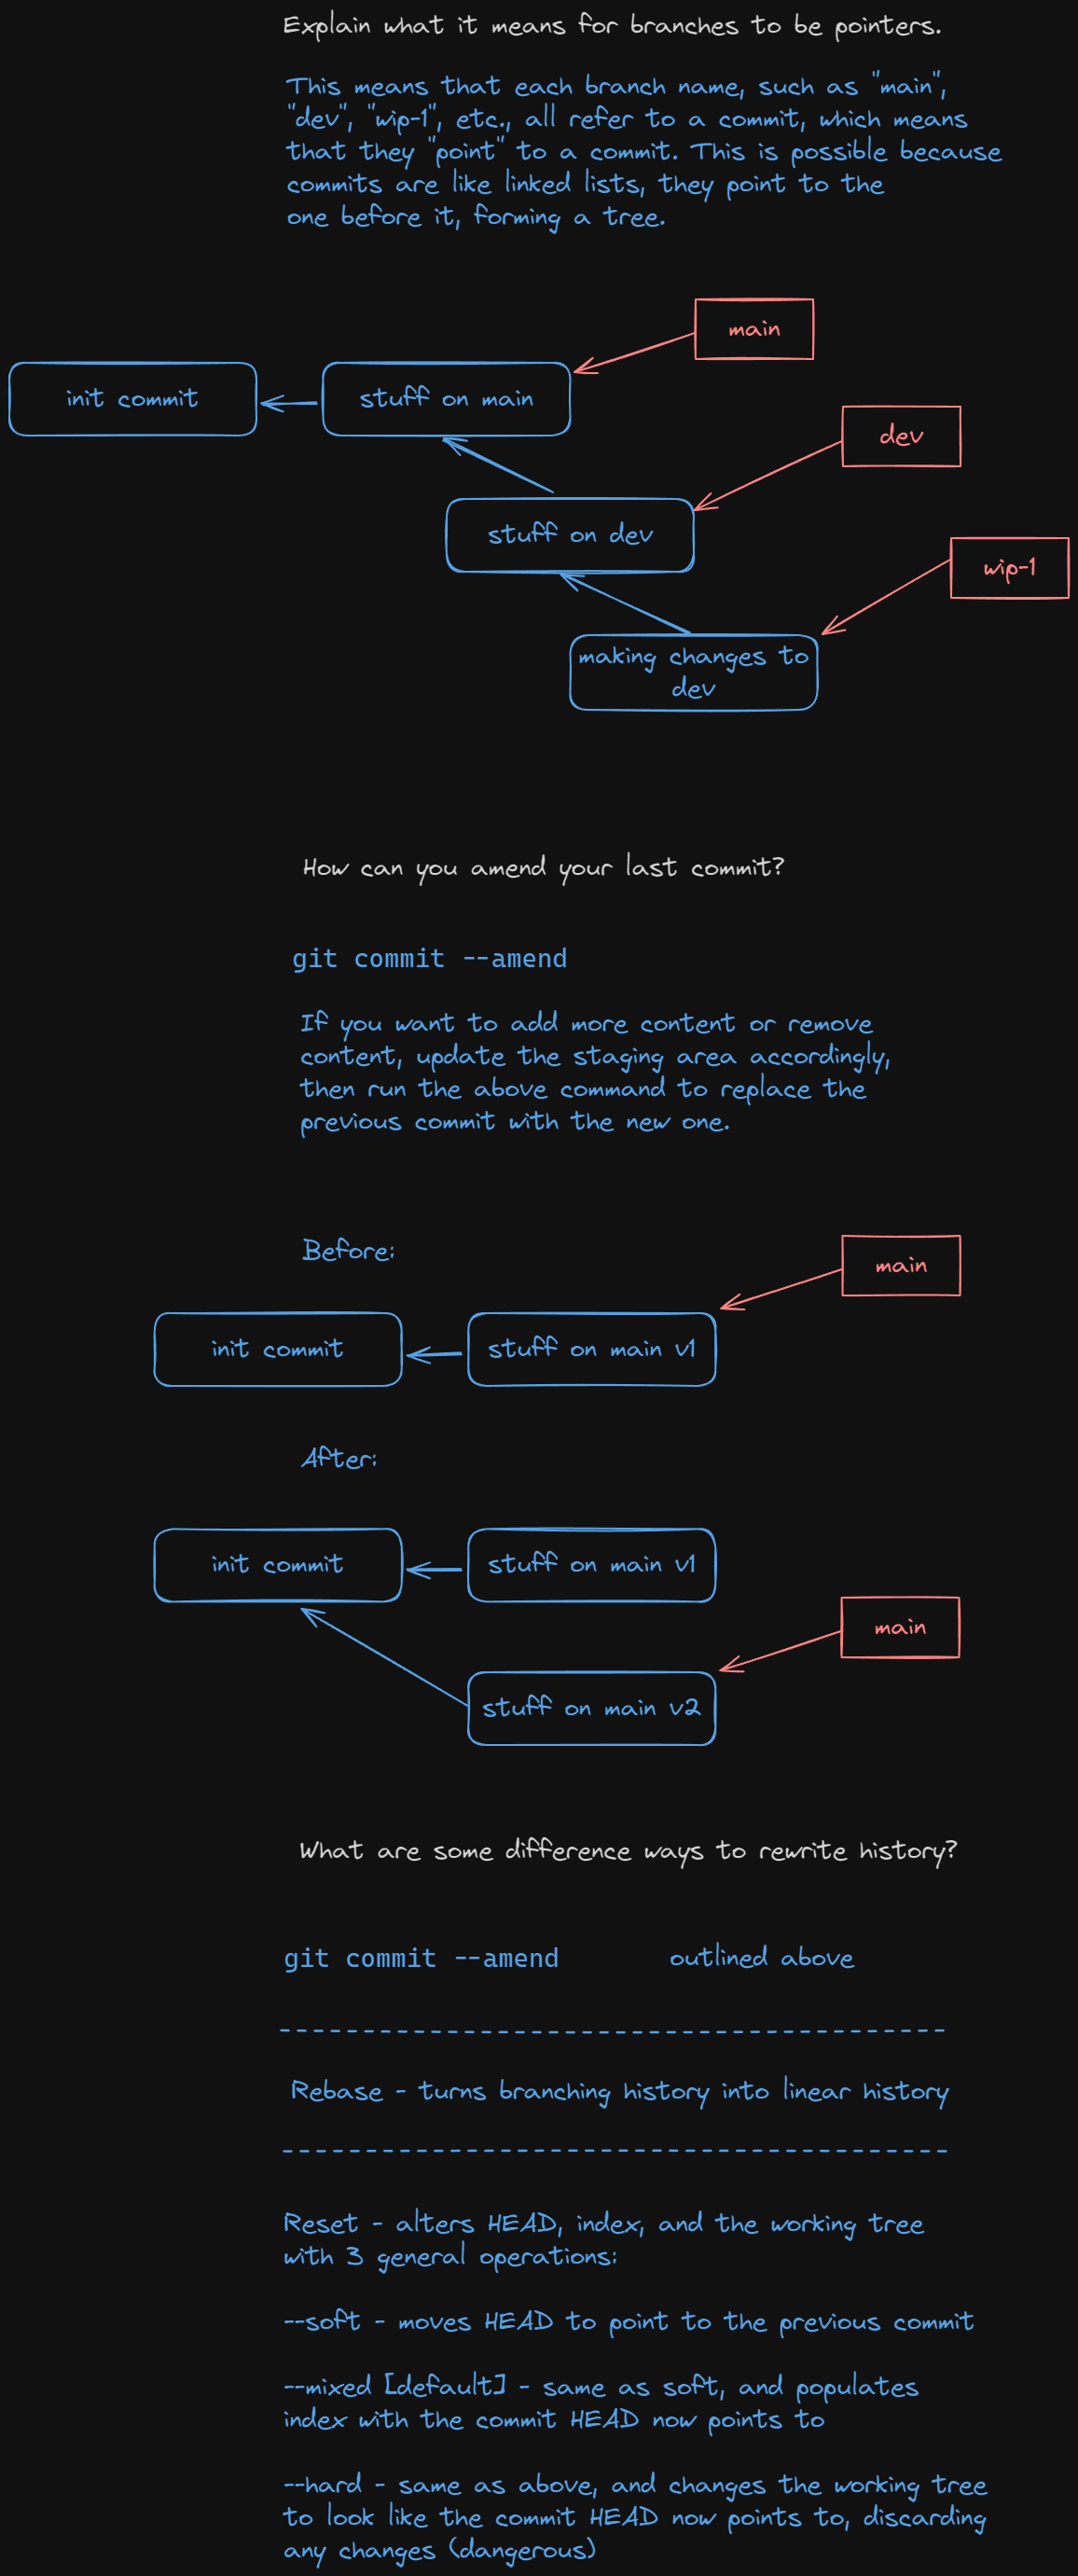 Explain what it means for branches to be pointers.
This means that each branch name, such as "main",
"dev", "wip-1", etc., all refer to a commit, which means
that they "point" to a commit. This is possible because
commits are like linked lists, they point to the
one before it, forming a tree.
main
init commit
stuff on main
dev
stuff on dev
wip-1
making changes to
dev
How can you amend your last commit?
git commit --amend
If you want to add more content or remove
content, update the staging area accordingly,
then run the above command to replace the
previous commit with the new one.
Before:
main
init commit
stuff on main v1
After:
init commit
stuff on main v1
main
stuff on main v2
What are some difference ways to rewrite history?
git commit --amend
outlined above
Rebase - turns branching history into linear history
Reset - alters HEAD, index, and the working tree
with 3 general operations:
--soft - moves HEAD to point to the previous commit
--mixed [default] - same as soft, and populates
index with the commit HEAD now points to
--hard - same as above, and changes the working tree
to look like the commit HEAD now points to, discarding
any changes (dangerous)